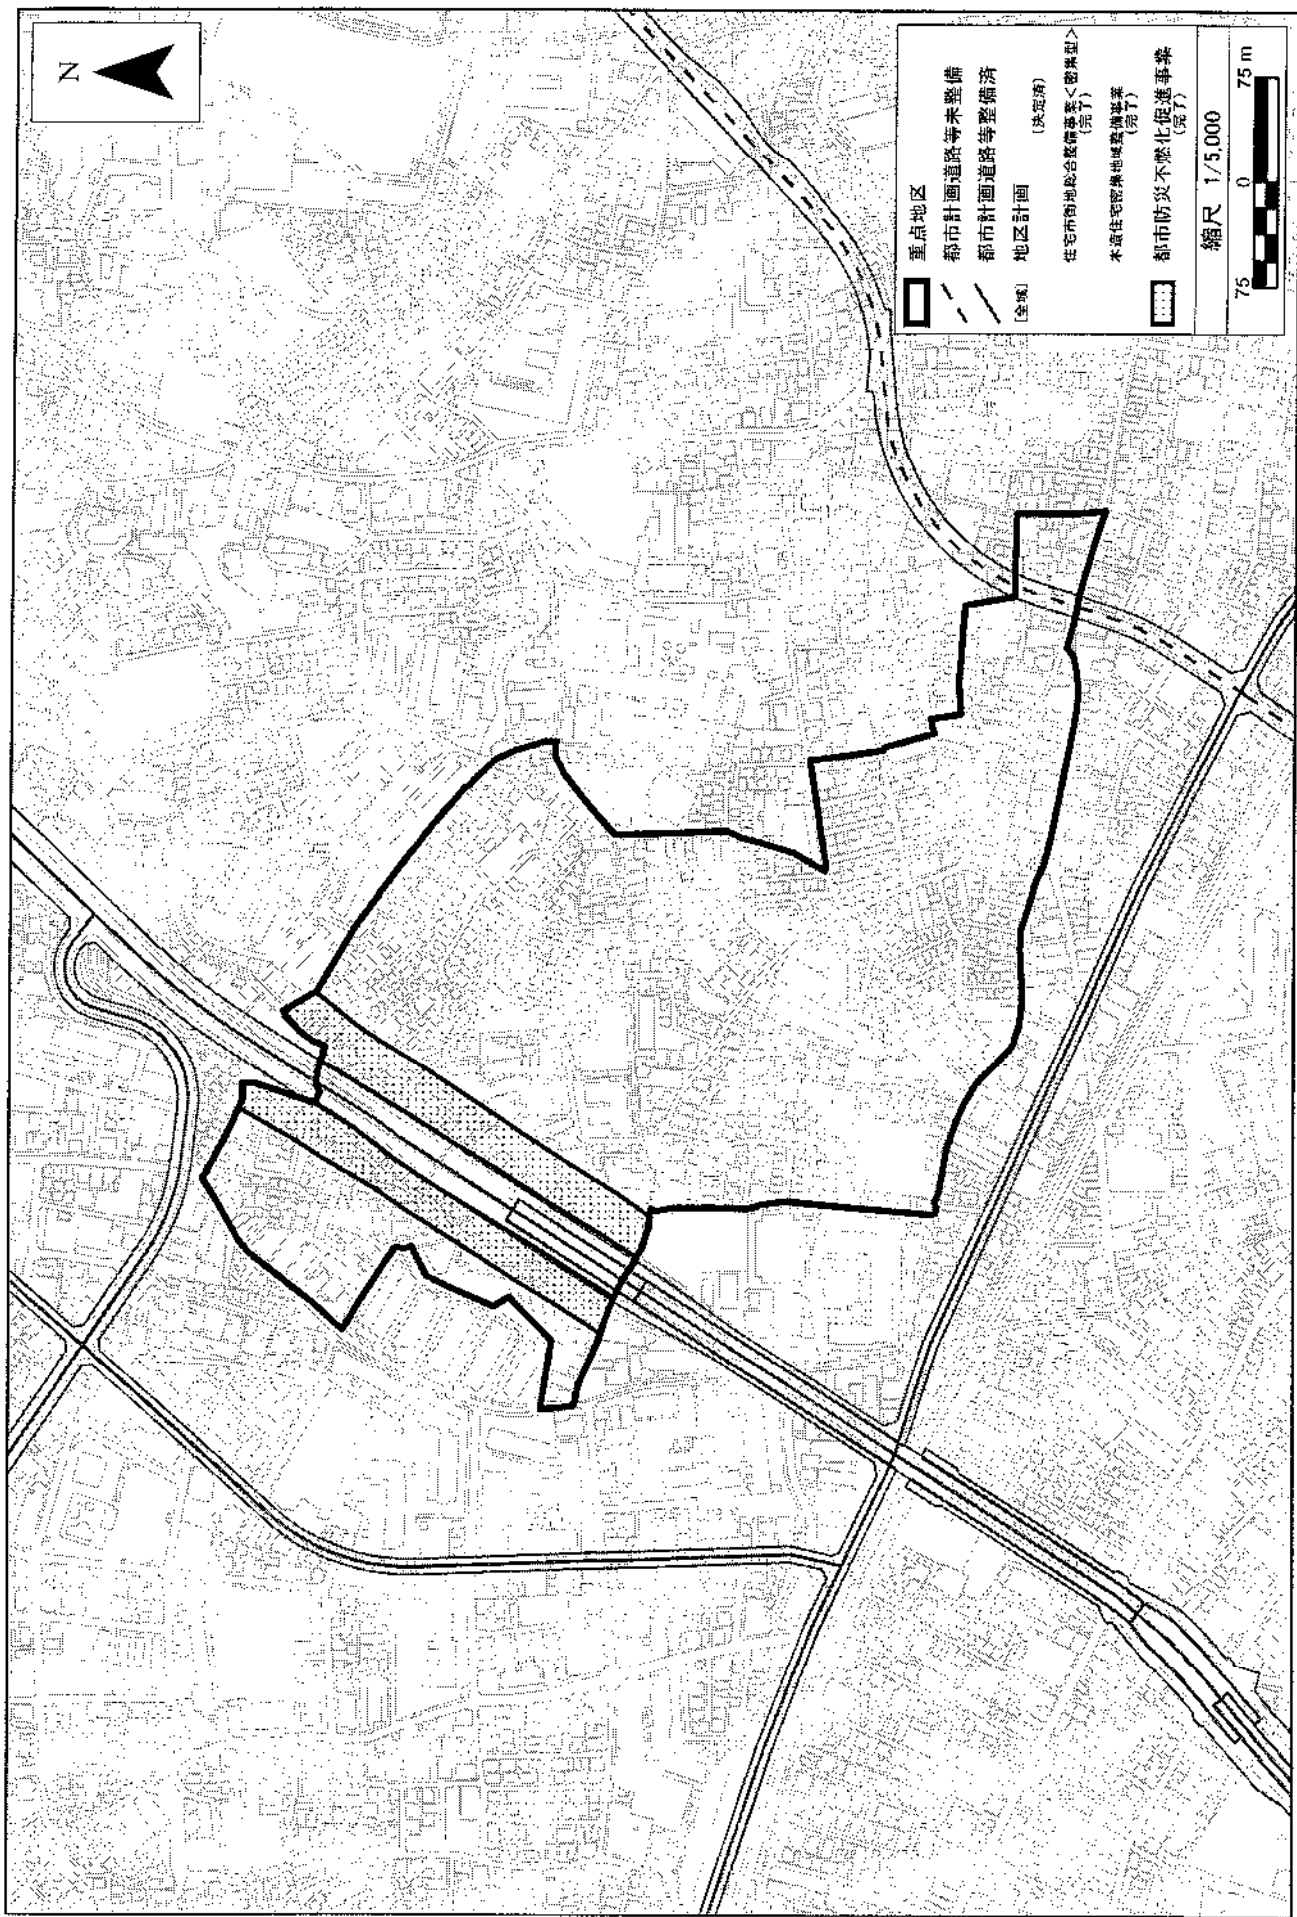 N
重点地区
都市計画道路等未整備
都市計画道路等整備済
[全域] 地区計画
[決定済]
住宅市街地総合整備事業<密集型>
(完了)
木造住宅密集地域整備事業
(完了)
都市防災不燃化促進事業
(完了)
縮尺 1/5,000
75 0 75 m